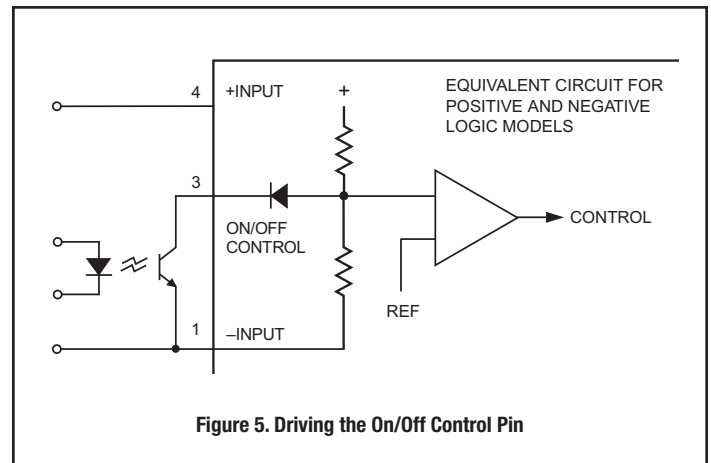 4
+INPUT
+
EQUIVALENT CIRCUIT FOR
POSITIVE AND NEGATIVE
LOGIC MODELS
3
ON/OFF
CONTROL
CONTROL
REF
1
–INPUT
Figure 5. Driving the On/Off Control Pin